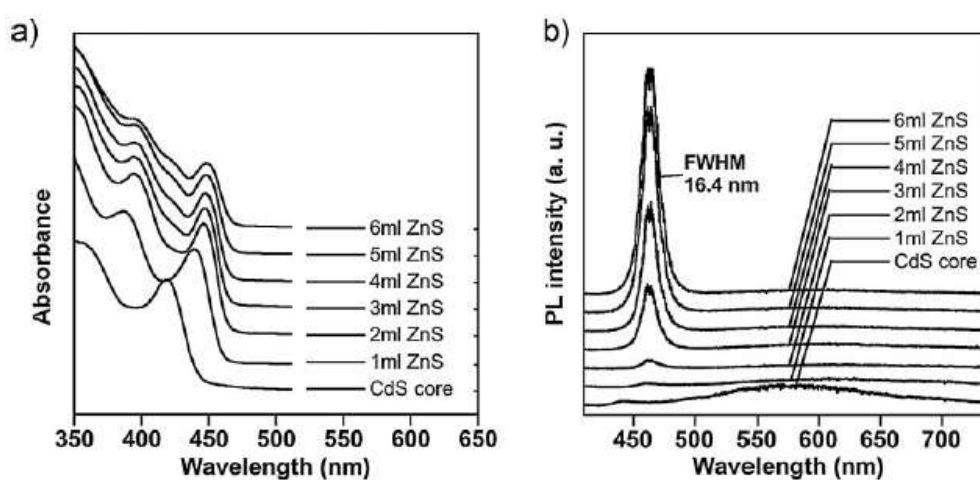 a)
Absorbance
6ml ZnS
5ml ZnS
4ml ZnS
3ml ZnS
2ml ZnS
1ml ZnS
CdS core
350 400 450 500 550 600 650
Wavelength (nm)
b)
PL intensity (a. u.)
FWHM
16.4 nm
6ml ZnS
5ml ZnS
4ml ZnS
3ml ZnS
2ml ZnS
1ml ZnS
CdS core
450 500 550 600 650 700
Wavelength (nm)